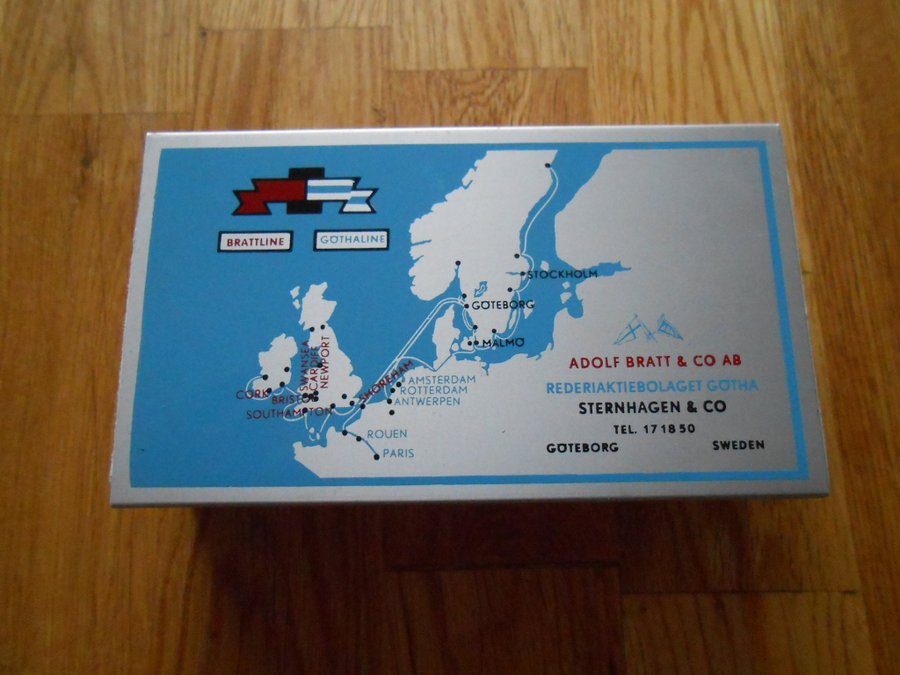 BRATTLINE
GÖTHALINE
STOCKHOLM
GÖTEBORG
MALMÖ
SWANSEA
CARDIFF
NEWPORT
CORK
BRISTOL
SOUTHAMPTON
SHOREHAM
AMSTERDAM
ROTTERDAM
ANTWERPEN
ROUEN
PARIS
ADOLF BRATT & CO AB
REDERIAKTIEBOLAGET GÖTHA
STERNHAGEN & CO
TEL. 171850
GÖTEBORG SWEDEN